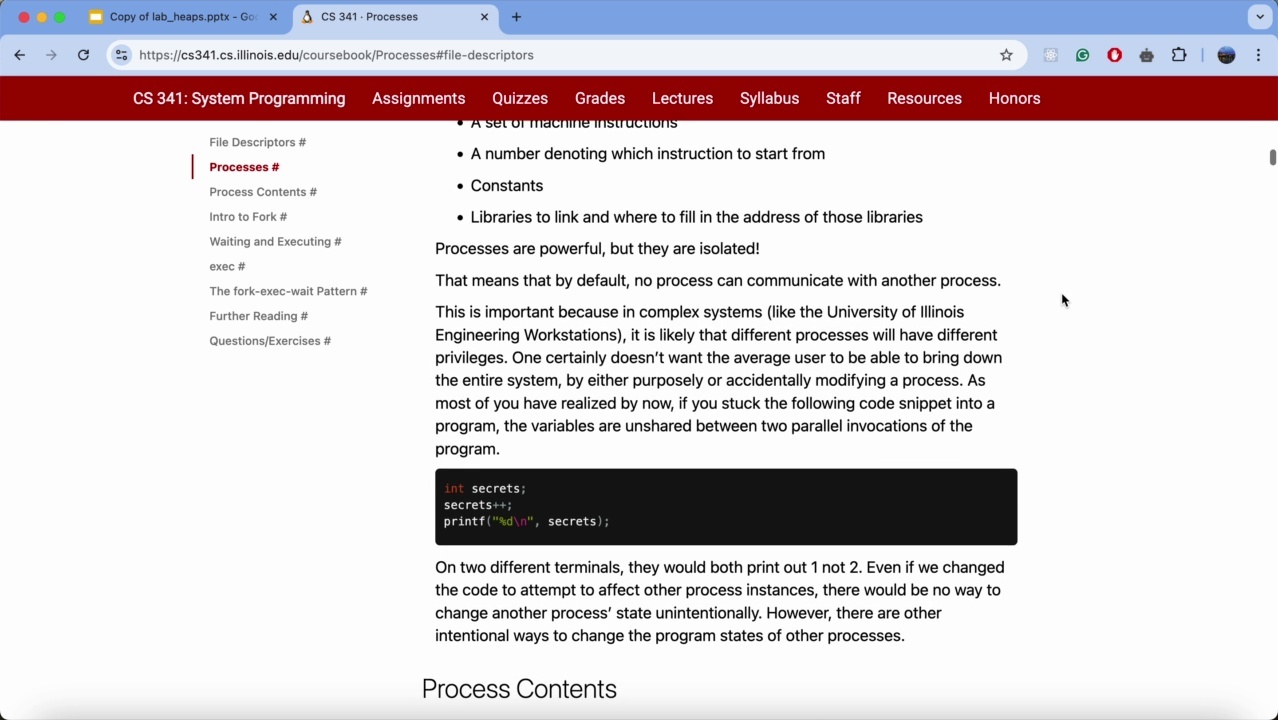 Copy of lab_heaps.pptx - Goo
CS 341 · Processes
https://cs341.cs.illinois.edu/coursebook/Processes#file-descriptors
CS 341: System Programming Assignments Quizzes Grades Lectures Syllabus Staff Resources Honors
File Descriptors #
Processes #
Process Contents #
Intro to Fork #
Waiting and Executing #
exec #
The fork-exec-wait Pattern #
Further Reading #
Questions/Exercises #
• A set of machine instructions
• A number denoting which instruction to start from
• Constants
• Libraries to link and where to fill in the address of those libraries
Processes are powerful, but they are isolated!
That means that by default, no process can communicate with another process.
This is important because in complex systems (like the University of Illinois
Engineering Workstations), it is likely that different processes will have different
privileges. One certainly doesn’t want the average user to be able to bring down
the entire system, by either purposely or accidentally modifying a process. As
most of you have realized by now, if you stuck the following code snippet into a
program, the variables are unshared between two parallel invocations of the
program.
int secrets;
secrets++;
printf("%d\n", secrets);
On two different terminals, they would both print out 1 not 2. Even if we changed
the code to attempt to affect other process instances, there would be no way to
change another process’ state unintentionally. However, there are other
intentional ways to change the program states of other processes.
Process Contents